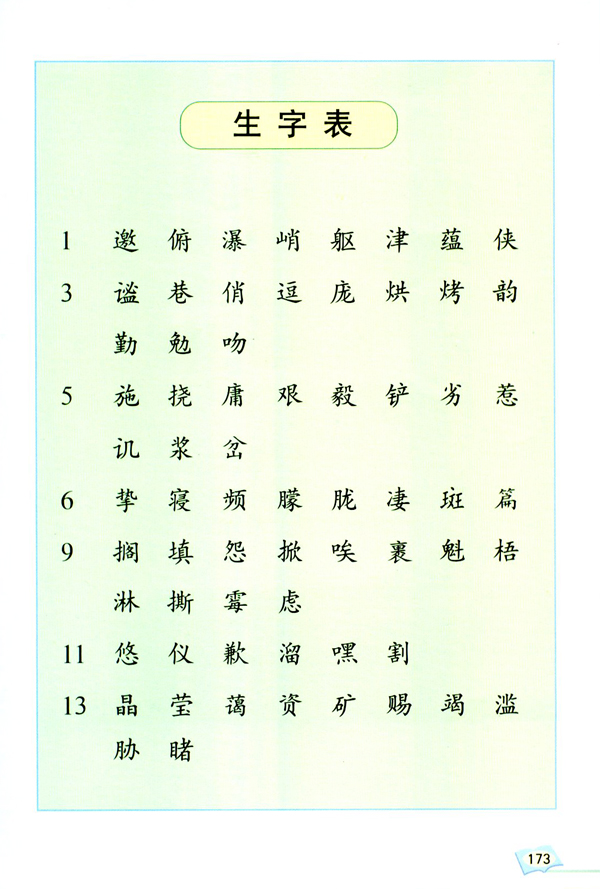 生字表
1 邀 俯 瀑 峭 躯 津 蕴 侠
3 谧 巷 俏 逗 庞 烘 烤 韵
勤 勉 吻
5 施 挠 庸 艰 毅 铲 劣 惹
讥 浆 岔
6 挚 寝 频 朦 胧 凄 斑 篇
9 搁 填 怨 掀 唉 裹 魁 梧
淋 撕 霉 虑
11 悠 仪 歉 溜 嘿 割
13 晶 莹 蔼 资 矿 赐 竭 滥
胁 睹
173